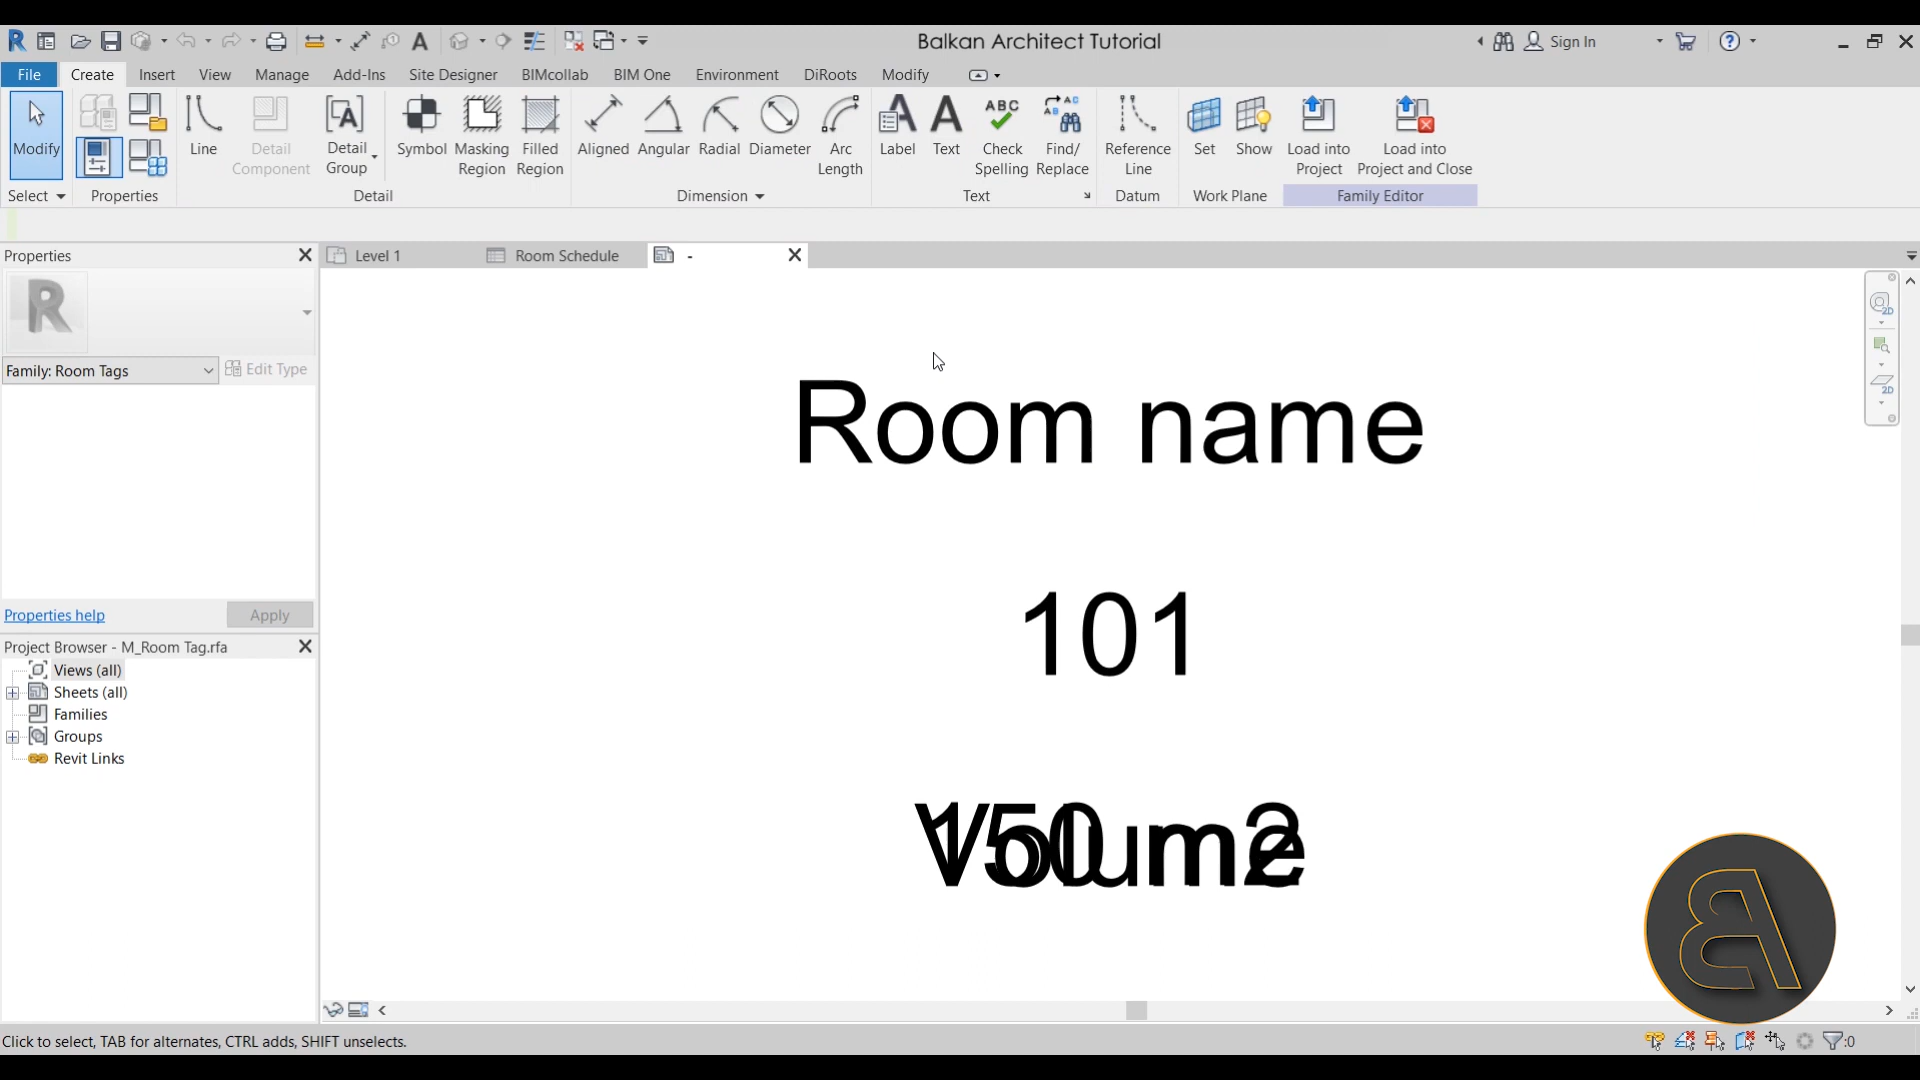 Balkan Architect Tutorial
Sign In
File Create Insert View Manage Add-Ins Site Designer BIMcollab BIM One Environment DiRoots Modify
Modify
Line
Detail Component
Detail Group
Symbol
Masking Region
Filled Region
Aligned
Angular
Radial
Diameter
Arc Length
Label
Text
Check Spelling
Find/ Replace
Reference Line
Set
Show
Load into Project
Load into Project and Close
Select Properties Detail Dimension Text Datum Work Plane Family Editor
Properties
Level 1
Room Schedule
-
Family: Room Tags
Edit Type
Properties help
Apply
Project Browser - M_Room Tag.rfa
Views (all)
Sheets (all)
Families
Groups
Revit Links
Room name
101
150 m2
Volume
Click to select, TAB for alternates, CTRL adds, SHIFT unselects.
:0